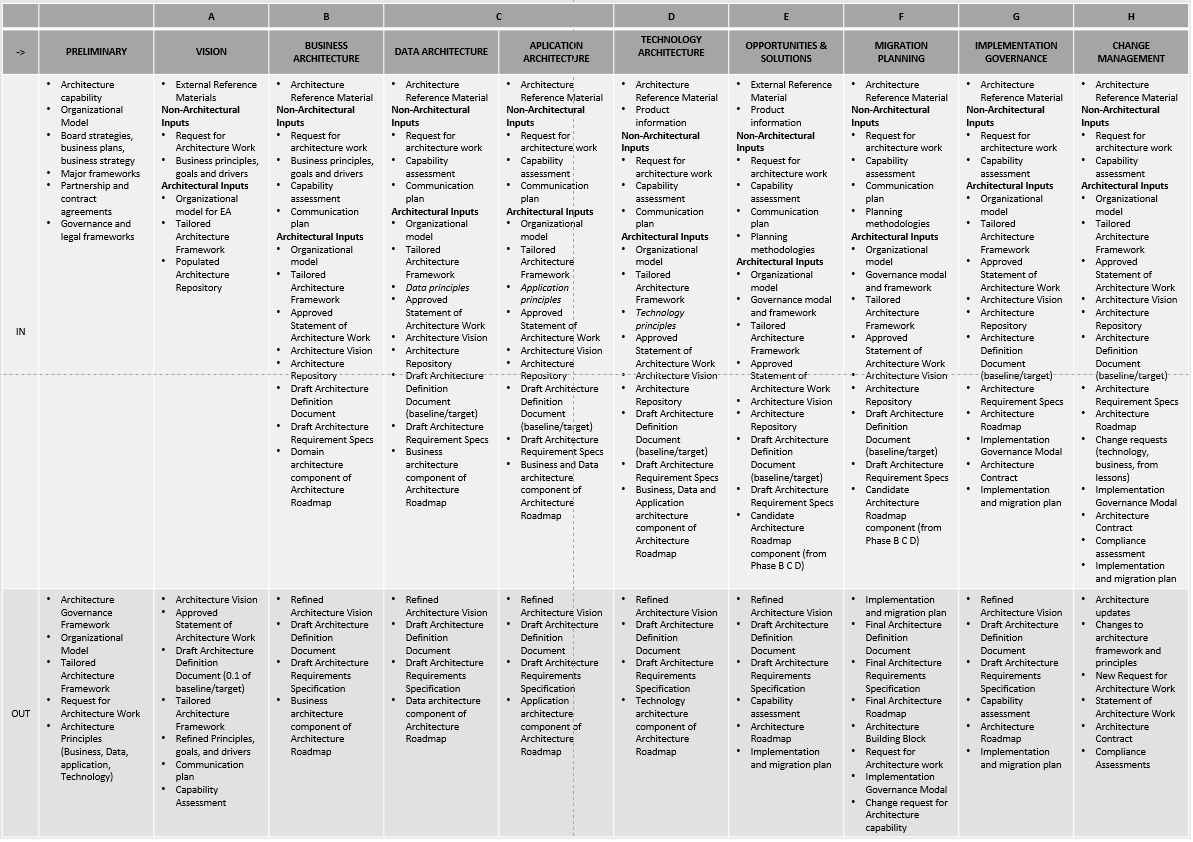 A
B
C
D
E
F
G
H
->
PRELIMINARY
VISION
BUSINESS
ARCHITECTURE
DATA ARCHITECTURE
APLICATION
ARCHITECTURE
TECHNOLOGY
ARCHITECTURE
OPPORTUNITIES &
SOLUTIONS
MIGRATION
PLANNING
IMPLEMENTATION
GOVERNANCE
CHANGE
MANAGEMENT
IN
• Architecture
capability
• Organizational
Model
• Board strategies,
business plans,
business strategy
• Major frameworks
• Partnership and
contract
agreements
• Governance and
legal frameworks
• External Reference
Materials
Non-Architectural
Inputs
• Request for
Architecture Work
• Business principles,
goals and drivers
Architectural Inputs
• Organizational
model for EA
• Tailored
Architecture
Framework
• Populated
Architecture
Repository
• Architecture
Reference Material
Non-Architectural
Inputs
• Request for
architecture work
• Business principles,
goals and drivers
• Capability
assessment
• Communication
plan
Architectural Inputs
• Organizational
model
• Tailored
Architecture
Framework
• Approved
Statement of
Architecture Work
• Architecture Vision
• Architecture
Repository
• Draft Architecture
Definition
Document
• Draft Architecture
Requirement Specs
• Domain
architecture
component of
Architecture
Roadmap
• Architecture
Reference Material
Non-Architectural
Inputs
• Request for
architecture work
• Capability
assessment
• Communication
plan
Architectural Inputs
• Organizational
model
• Tailored
Architecture
Framework
• Data principles
• Approved
Statement of
Architecture Work
• Architecture Vision
• Architecture
Repository
• Draft Architecture
Definition
Document
(baseline/target)
• Draft Architecture
Requirement Specs
• Business
architecture
component of
Architecture
Roadmap
• Architecture
Reference Material
Non-Architectural
Inputs
• Request for
architecture work
• Capability
assessment
• Communication
plan
Architectural Inputs
• Organizational
model
• Tailored
Architecture
Framework
• Application
principles
• Approved
Statement of
Architecture Work
• Architecture Vision
• Architecture
Repository
• Draft Architecture
Definition
Document
(baseline/target)
• Draft Architecture
Requirement Specs
• Business and Data
architecture
component of
Architecture
Roadmap
• Architecture
Reference Material
• Product
information
Non-Architectural
Inputs
• Request for
architecture work
• Capability
assessment
• Communication
plan
Architectural Inputs
• Organizational
model
• Tailored
Architecture
Framework
• Technology
principles
• Approved
Statement of
Architecture Work
• Architecture Vision
• Architecture
Repository
• Draft Architecture
Definition
Document
(baseline/target)
• Draft Architecture
Requirement Specs
• Business, Data and
Application
architecture
component of
Architecture
Roadmap
• External Reference
Material
• Product
information
Non-Architectural
Inputs
• Request for
architecture work
• Capability
assessment
• Communication
plan
• Planning
methodologies
Architectural Inputs
• Organizational
model
• Governance modal
and framework
• Tailored
Architecture
Framework
• Approved
Statement of
Architecture Work
• Architecture Vision
• Architecture
Repository
• Draft Architecture
Definition
Document
(baseline/target)
• Draft Architecture
Requirement Specs
• Candidate
Architecture
Roadmap
component (from
Phase B C D)
• Architecture
Reference Material
Non-Architectural
Inputs
• Request for
architecture work
• Capability
assessment
• Communication
plan
• Planning
methodologies
Architectural Inputs
• Organizational
model
• Governance modal
and framework
• Tailored
Architecture
Framework
• Approved
Statement of
Architecture Work
• Architecture Vision
• Architecture
Repository
• Draft Architecture
Definition
Document
(baseline/target)
• Draft Architecture
Requirement Specs
• Candidate
Architecture
Roadmap
component (from
Phase B C D)
• Architecture
Reference Material
Non-Architectural
Inputs
• Request for
architecture work
• Capability
assessment
Architectural Inputs
• Organizational
model
• Tailored
Architecture
Framework
• Approved
Statement of
Architecture Work
• Architecture Vision
• Architecture
Repository
• Architecture
Definition
Document
(baseline/target)
• Architecture
Requirement Specs
• Architecture
Roadmap
• Implementation
Governance Modal
• Architecture
Contract
• Implementation
and migration plan
• Architecture
Reference Material
Non-Architectural
Inputs
• Request for
architecture work
• Capability
assessment
Architectural Inputs
• Organizational
model
• Tailored
Architecture
Framework
• Approved
Statement of
Architecture Work
• Architecture Vision
• Architecture
Repository
• Architecture
Definition
Document
(baseline/target)
• Architecture
Requirement Specs
• Architecture
Roadmap
• Change requests
(technology,
business, from
lessons)
• Implementation
Governance Modal
• Architecture
Contract
• Compliance
assessment
• Implementation
and migration plan
OUT
• Architecture
Governance
Framework
• Organizational
Model
• Tailored
Architecture
Framework
• Request for
Architecture Work
• Architecture
Principles
(Business, Data,
application,
Technology)
• Architecture Vision
• Approved
Statement of
Architecture Work
• Draft Architecture
Definition
Document (0.1 of
baseline/target)
• Tailored
Architecture
Framework
• Refined Principles,
goals, and drivers
• Communication
plan
• Capability
Assessment
• Refined
Architecture Vision
• Draft Architecture
Definition
Document
• Draft Architecture
Requirements
Specification
• Business
architecture
component of
Architecture
Roadmap
• Refined
Architecture Vision
• Draft Architecture
Definition
Document
• Draft Architecture
Requirements
Specification
• Data architecture
component of
Architecture
Roadmap
• Refined
Architecture Vision
• Draft Architecture
Definition
Document
• Draft Architecture
Requirements
Specification
• Application
architecture
component of
Architecture
Roadmap
• Refined
Architecture Vision
• Draft Architecture
Definition
Document
• Draft Architecture
Requirements
Specification
• Technology
architecture
component of
Architecture
Roadmap
• Refined
Architecture Vision
• Draft Architecture
Definition
Document
• Draft Architecture
Requirements
Specification
• Capability
assessment
• Architecture
Roadmap
• Implementation
and migration plan
• Implementation
and migration plan
• Final Architecture
Definition
Document
• Final Architecture
Requirements
Specification
• Final Architecture
Roadmap
• Architecture
Building Block
• Request for
Architecture work
• Implementation
Governance Modal
• Change request for
Architecture
capability
• Refined
Architecture Vision
• Draft Architecture
Definition
Document
• Draft Architecture
Requirements
Specification
• Capability
assessment
• Architecture
Roadmap
• Implementation
and migration plan
• Architecture
updates
• Changes to
architecture
framework and
principles
• New Request for
Architecture Work
• Statement of
Architecture Work
• Architecture
Contract
• Compliance
Assessments